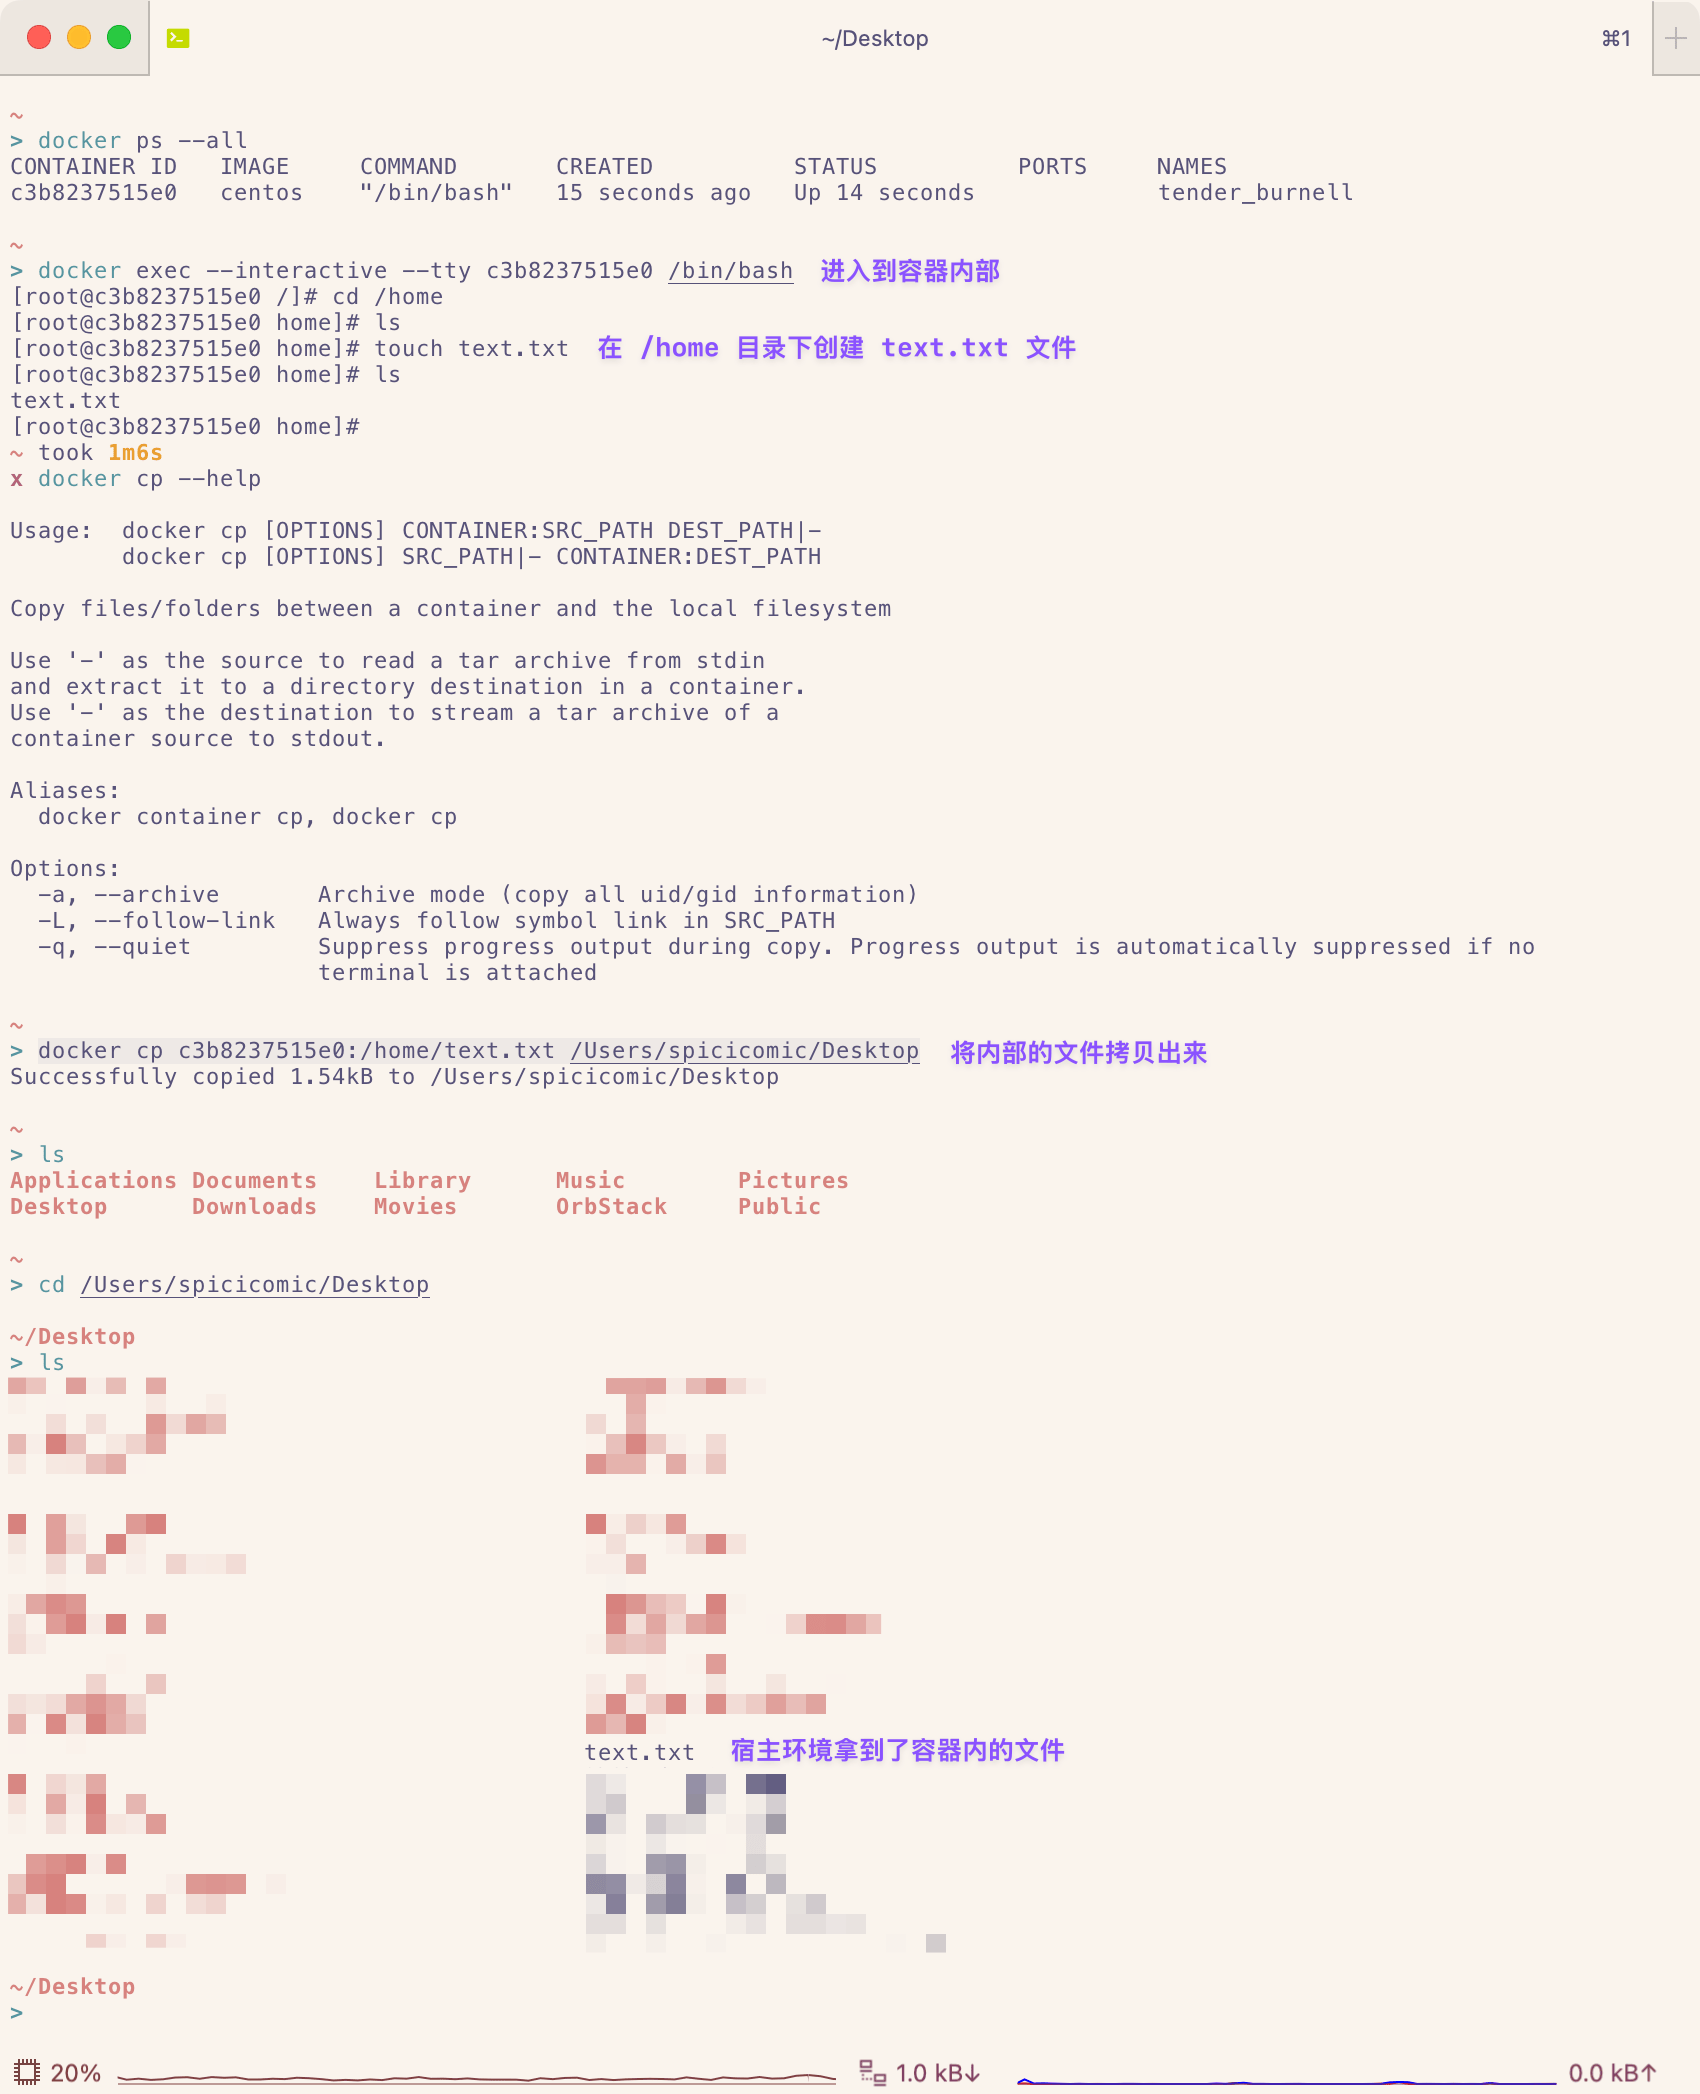 ~/Desktop ⌘1
~
> docker ps --all
CONTAINER ID   IMAGE     COMMAND       CREATED          STATUS          PORTS     NAMES
c3b8237515e0   centos    "/bin/bash"   15 seconds ago   Up 14 seconds             tender_burnell
~
> docker exec --interactive --tty c3b8237515e0 /bin/bash 进入到容器内部
[root@c3b8237515e0 /]# cd /home
[root@c3b8237515e0 home]# ls
[root@c3b8237515e0 home]# touch text.txt 在 /home 目录下创建 text.txt 文件
[root@c3b8237515e0 home]# ls
text.txt
[root@c3b8237515e0 home]#
~ took 1m6s
x docker cp --help
Usage:  docker cp [OPTIONS] CONTAINER:SRC_PATH DEST_PATH|-
docker cp [OPTIONS] SRC_PATH|- CONTAINER:DEST_PATH
Copy files/folders between a container and the local filesystem
Use '-' as the source to read a tar archive from stdin
and extract it to a directory destination in a container.
Use '-' as the destination to stream a tar archive of a
container source to stdout.
Aliases:
docker container cp, docker cp
Options:
-a, --archive       Archive mode (copy all uid/gid information)
-L, --follow-link   Always follow symbol link in SRC_PATH
-q, --quiet         Suppress progress output during copy. Progress output is automatically suppressed if no
terminal is attached
~
> docker cp c3b8237515e0:/home/text.txt /Users/spicicomic/Desktop 将内部的文件拷贝出来
Successfully copied 1.54kB to /Users/spicicomic/Desktop
~
> ls
Applications Documents    Library      Music        Pictures
Desktop      Downloads    Movies       OrbStack     Public
~
> cd /Users/spicicomic/Desktop
~/Desktop
> ls
text.txt 宿主环境拿到了容器内的文件
~/Desktop
>
20% 1.0 kB↓ 0.0 kB↑